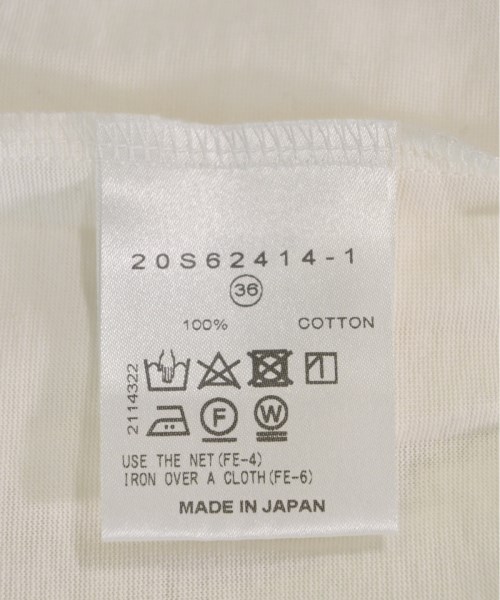 20S62414-1
36
100% COTTON
2114322
F W
USE THE NET(FE-4)
IRON OVER A CLOTH(FE-6)
MADE IN JAPAN